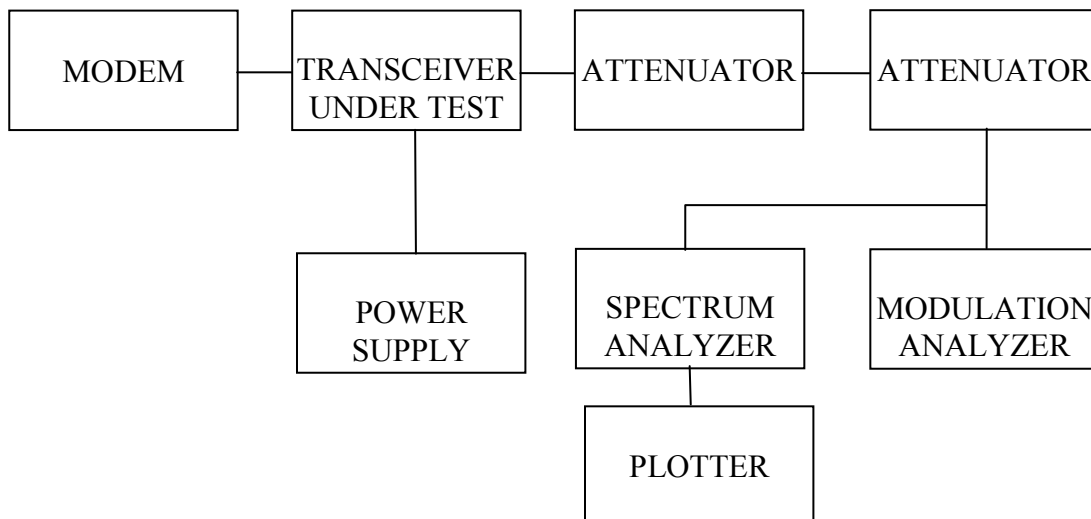 MODEM
TRANSCEIVER
UNDER TEST
ATTENUATOR
ATTENUATOR
POWER
SUPPLY
SPECTRUM
ANALYZER
MODULATION
ANALYZER
PLOTTER